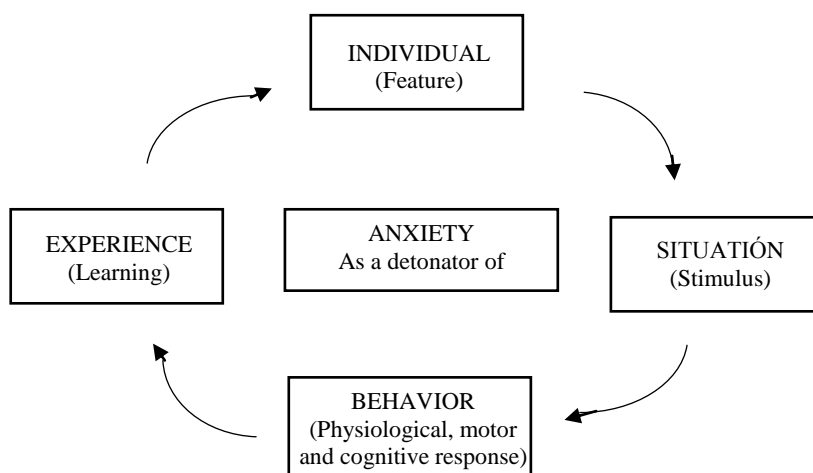 INDIVIDUAL
(Feature)
EXPERIENCE
(Learning)
ANXIETY
As a detonator of
SITUATIÓN
(Stimulus)
BEHAVIOR
(Physiological, motor
and cognitive response)